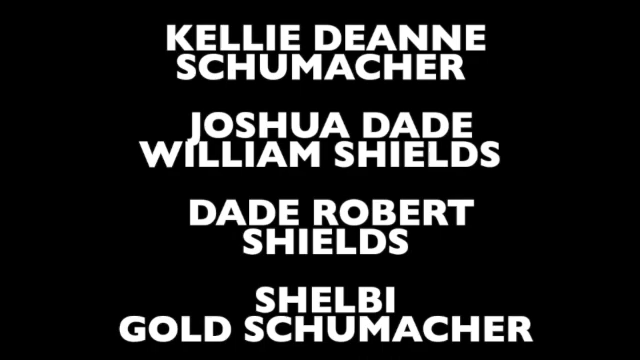 KELLIE DEANNE
SCHUMACHER
JOSHUA DADE
WILLIAM SHIELDS
DADE ROBERT
SHIELDS
SHELBI
GOLD SCHUMACHER